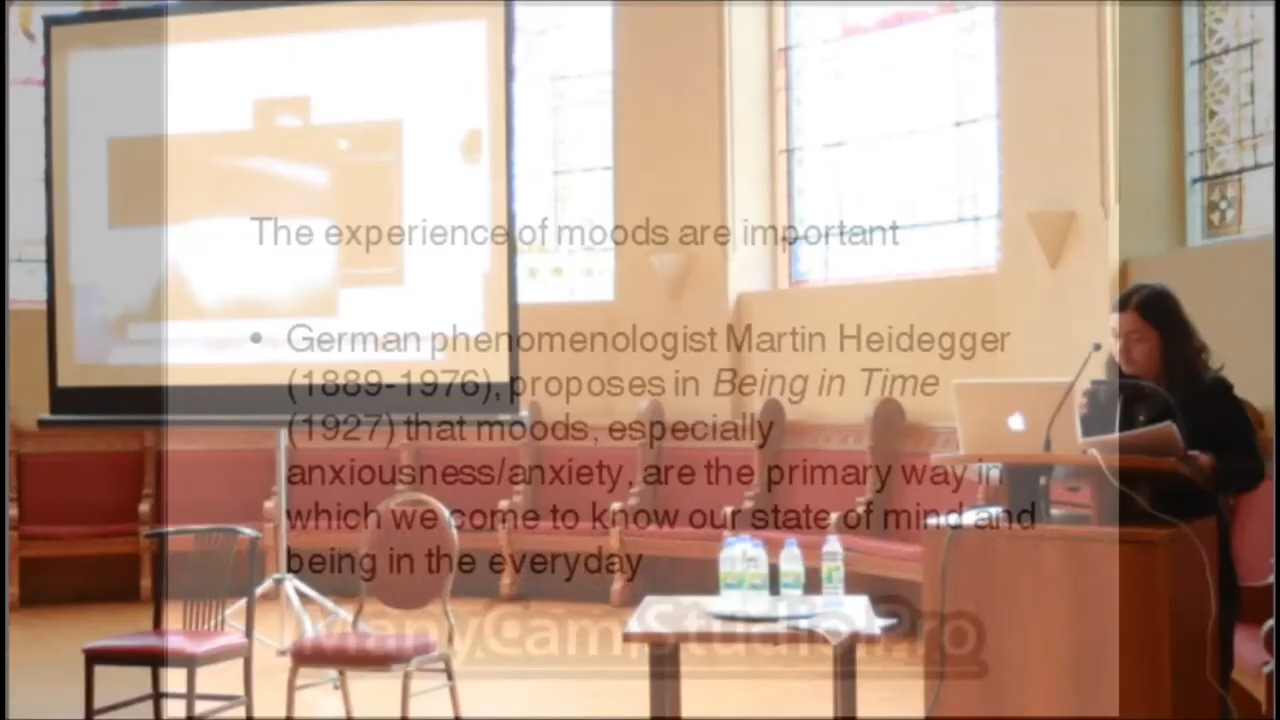 The experience of moods are important
• German phenomenologist Martin Heidegger
(1889-1976), proposes in Being in Time
(1927) that moods, especially
anxiousness/anxiety, are the primary way in
which we come to know our state of mind and
being in the everyday
ManyCam Studio Pro